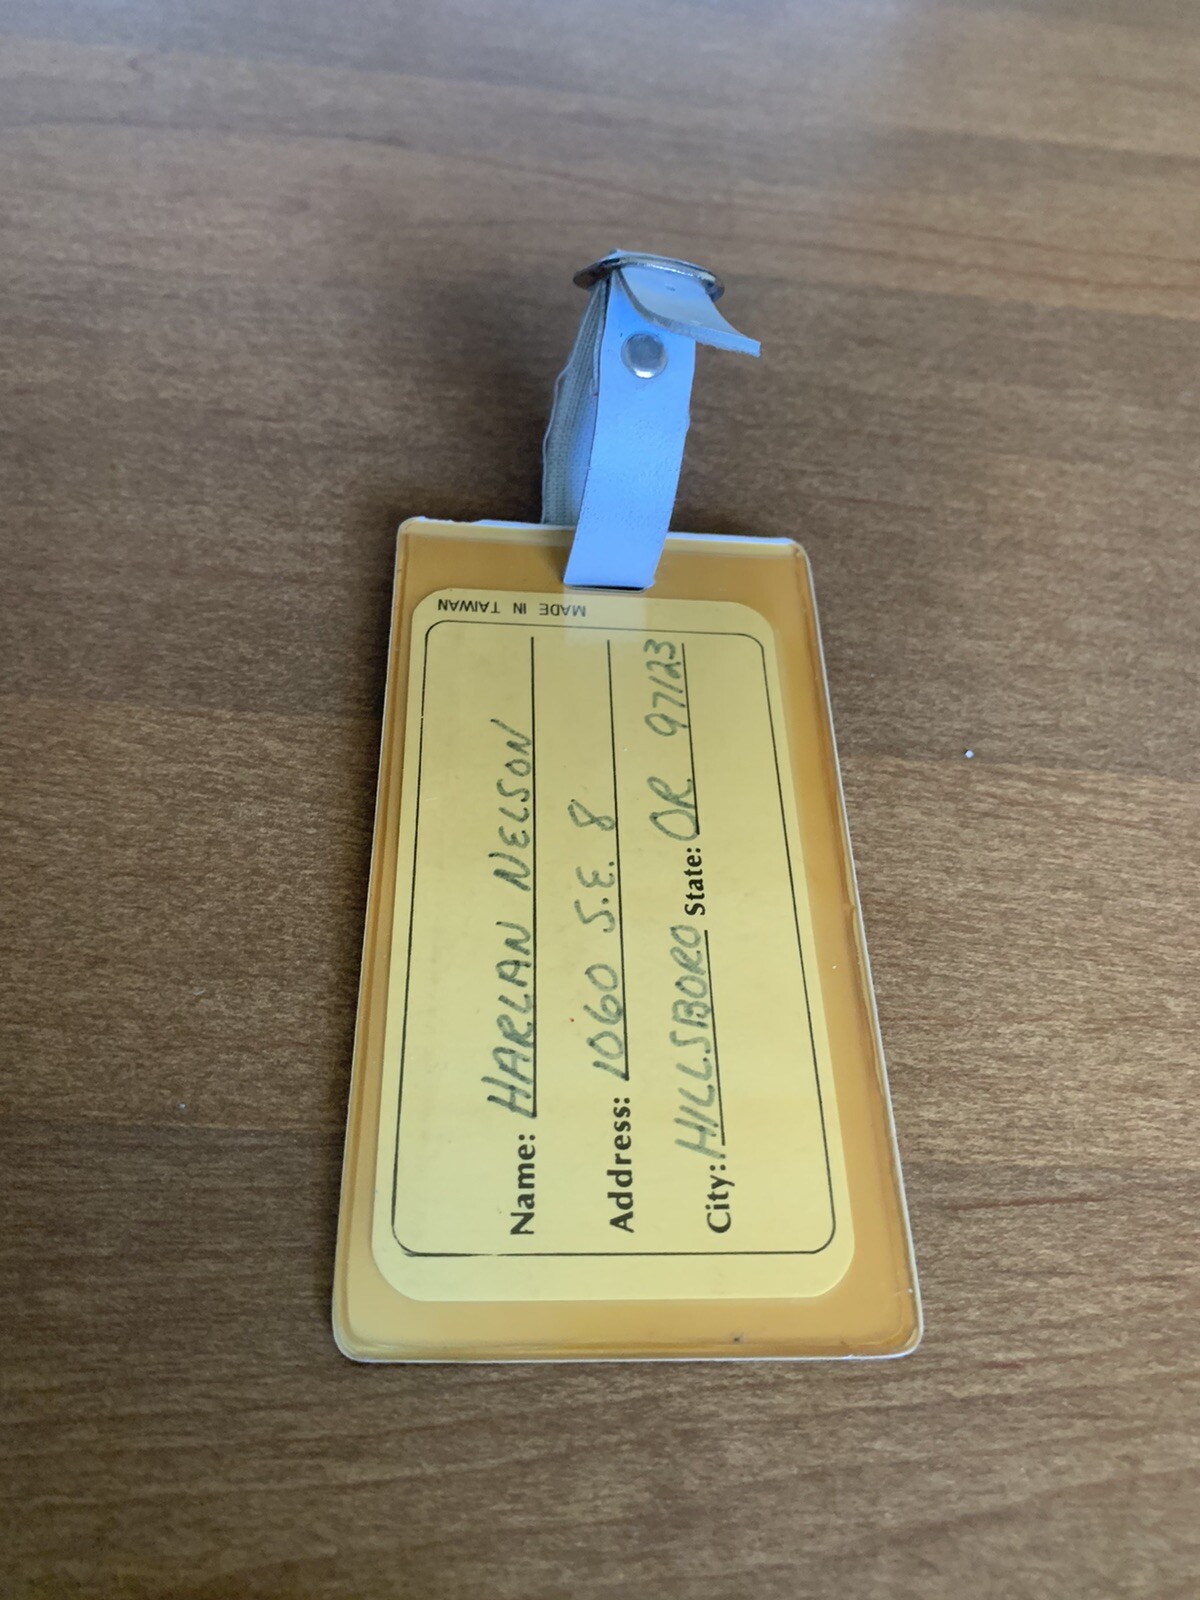 MADE IN TAIWAN
Name: HARLAN NELSON
Address: 1060 S.E. 8
City: HILLSBORO State: OR 97123